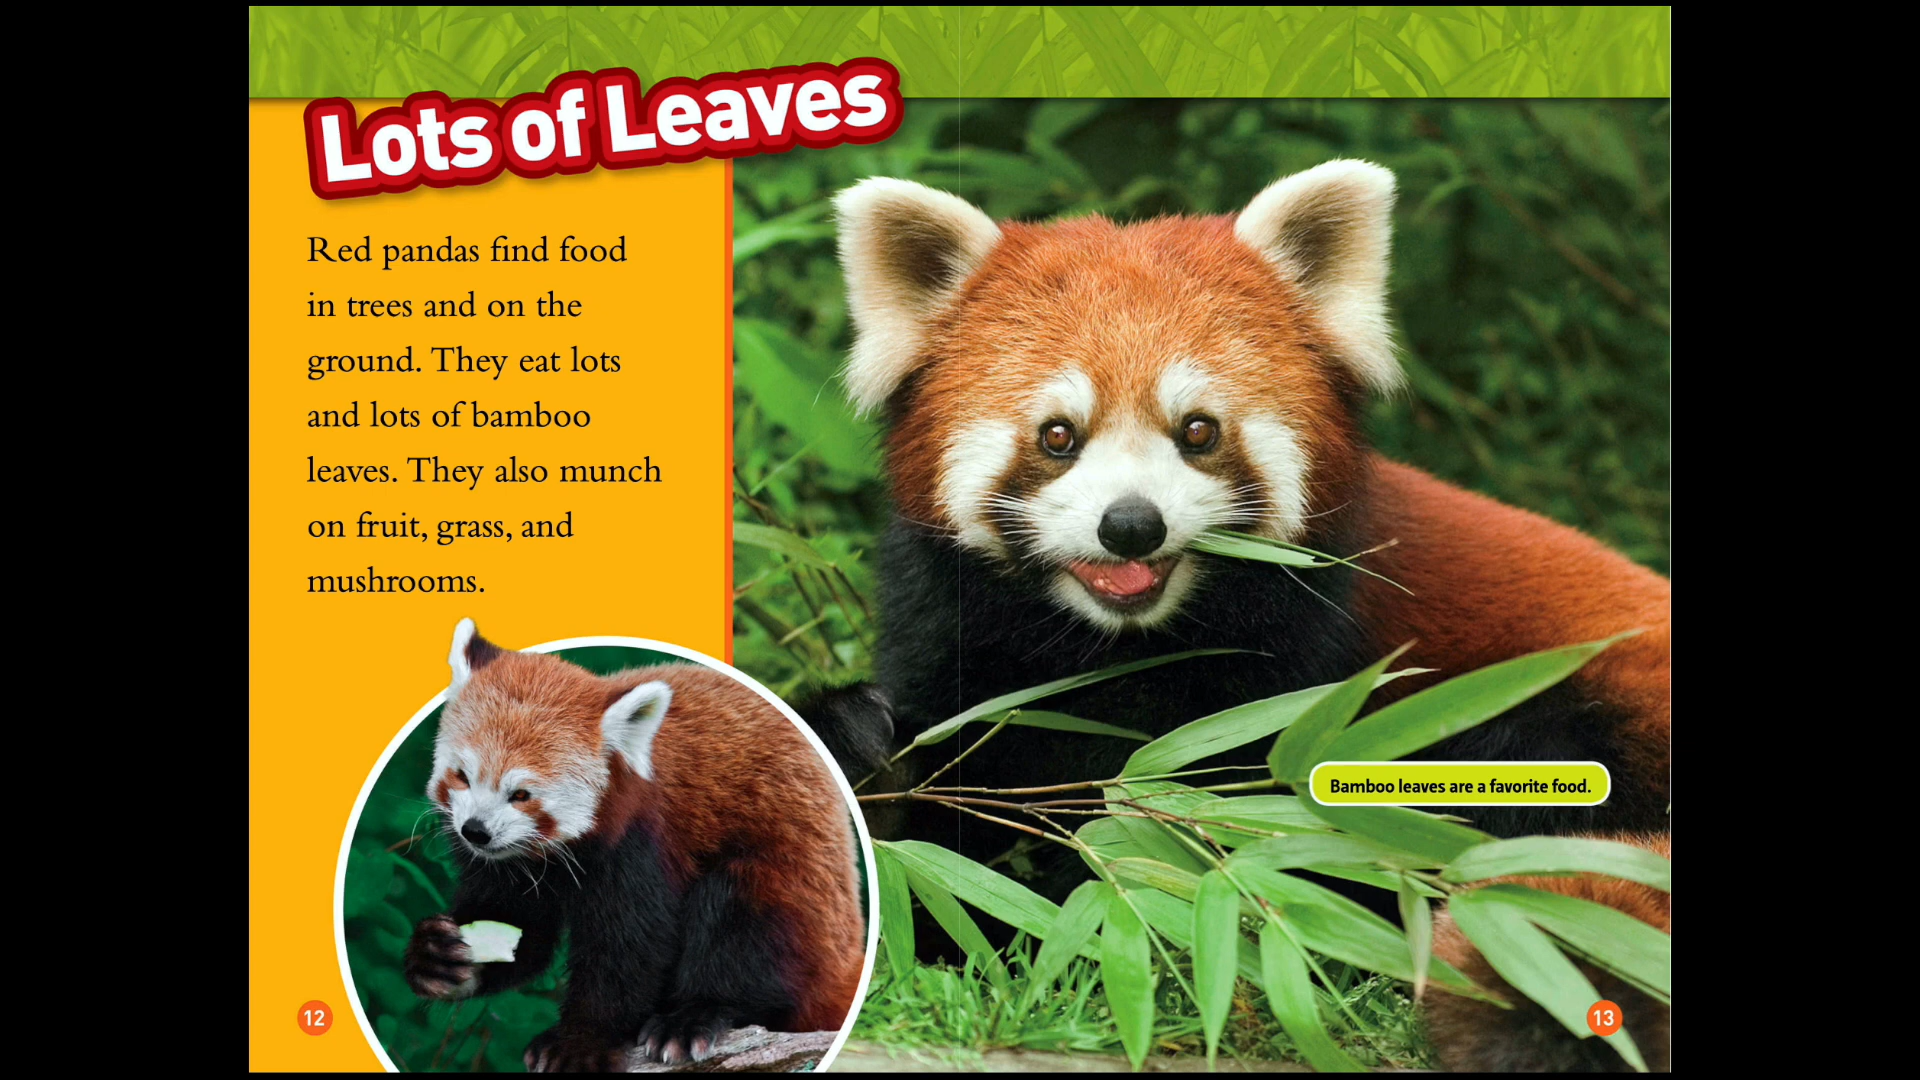 Lots of Leaves
Red pandas find food
in trees and on the
ground. They eat lots
and lots of bamboo
leaves. They also munch
on fruit, grass, and
mushrooms.
Bamboo leaves are a favorite food.
12
13